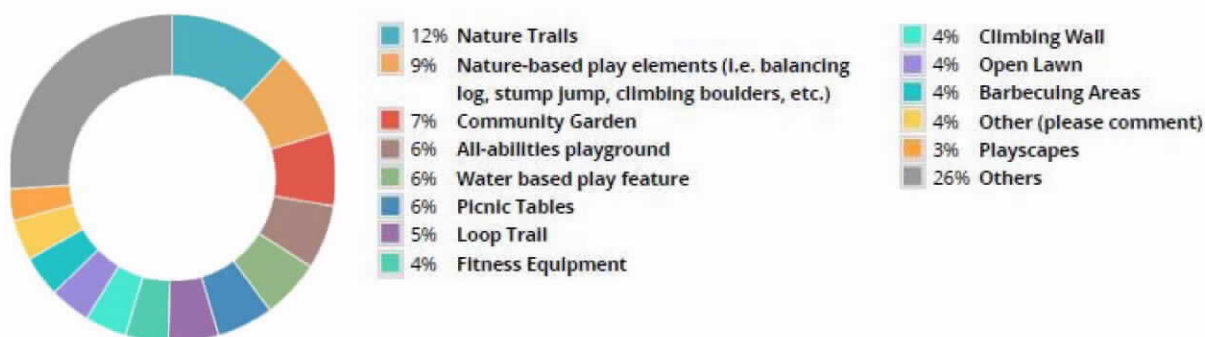 12% Nature Trails
9% Nature-based play elements (i.e. balancing
log, stump jump, climbing boulders, etc.)
7% Community Garden
6% All-abilities playground
6% Water based play feature
6% Picnic Tables
5% Loop Trail
4% Fitness Equipment
4% Climbing Wall
4% Open Lawn
4% Barbecuing Areas
4% Other (please comment)
3% Playscapes
26% Others